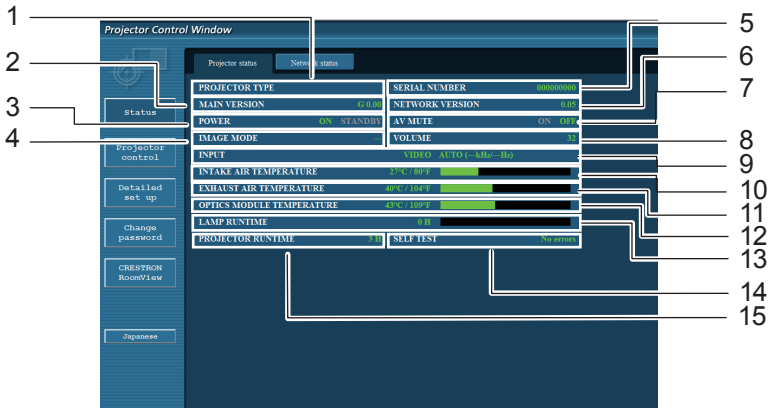 1
Projector Control Window
5
6
7
2
3
4
Projector status
Network status
PROJECTOR TYPE
SERIAL NUMBER 000000000
MAIN VERSION G 0.00
NETWORK VERSION 0.05
POWER ON STANDBY
AV MUTE ON OFF
IMAGE MODE ---
VOLUME 32
INPUT VIDEO AUTO (---kHz/---Hz)
INTAKE AIR TEMPERATURE 27°C / 80°F
EXHAUST AIR TEMPERATURE 40°C / 104°F
OPTICS MODULE TEMPERATURE 43°C / 109°F
LAMP RUNTIME 0 H
PROJECTOR RUNTIME 3 H
SELF TEST No errors
Status
Projector
control
Detailed
set up
Change
password
CRESTRON
RoomView
Japanese
8
9
10
11
12
13
14
15